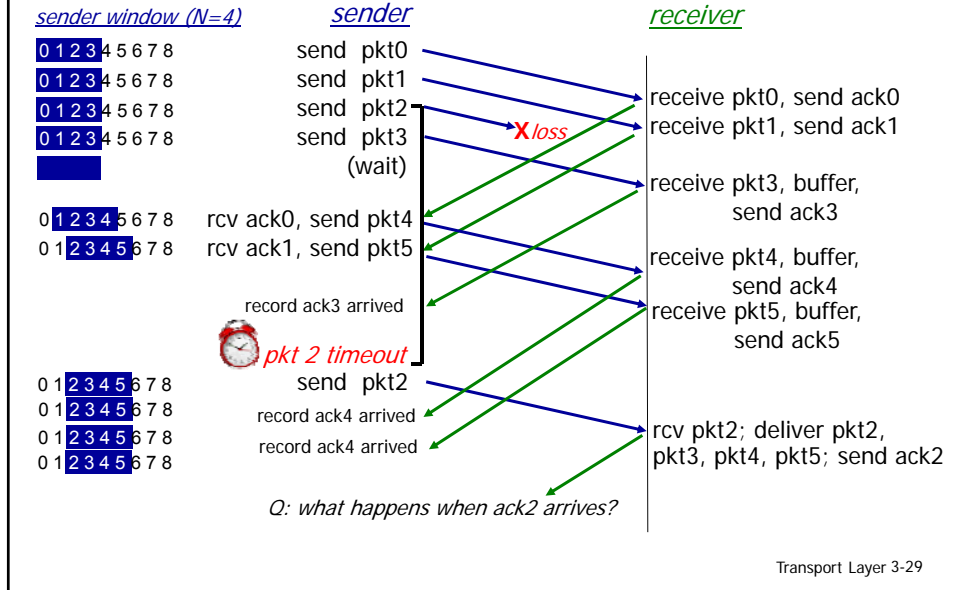 sender window (N=4) sender receiver
0 1 2 3 4 5 6 7 8 send pkt0
0 1 2 3 4 5 6 7 8 send pkt1
receive pkt0, send ack0
0 1 2 3 4 5 6 7 8 send pkt2
X loss
receive pkt1, send ack1
0 1 2 3 4 5 6 7 8 send pkt3
(wait)
receive pkt3, buffer,
send ack3
0 1 2 3 4 5 6 7 8 rcv ack0, send pkt4
0 1 2 3 4 5 6 7 8 rcv ack1, send pkt5
receive pkt4, buffer,
send ack4
record ack3 arrived
receive pkt5, buffer,
send ack5
pkt 2 timeout
0 1 2 3 4 5 6 7 8 send pkt2
0 1 2 3 4 5 6 7 8 record ack4 arrived
0 1 2 3 4 5 6 7 8 record ack4 arrived
0 1 2 3 4 5 6 7 8
rcv pkt2; deliver pkt2,
pkt3, pkt4, pkt5; send ack2
Q: what happens when ack2 arrives?
Transport Layer 3-29